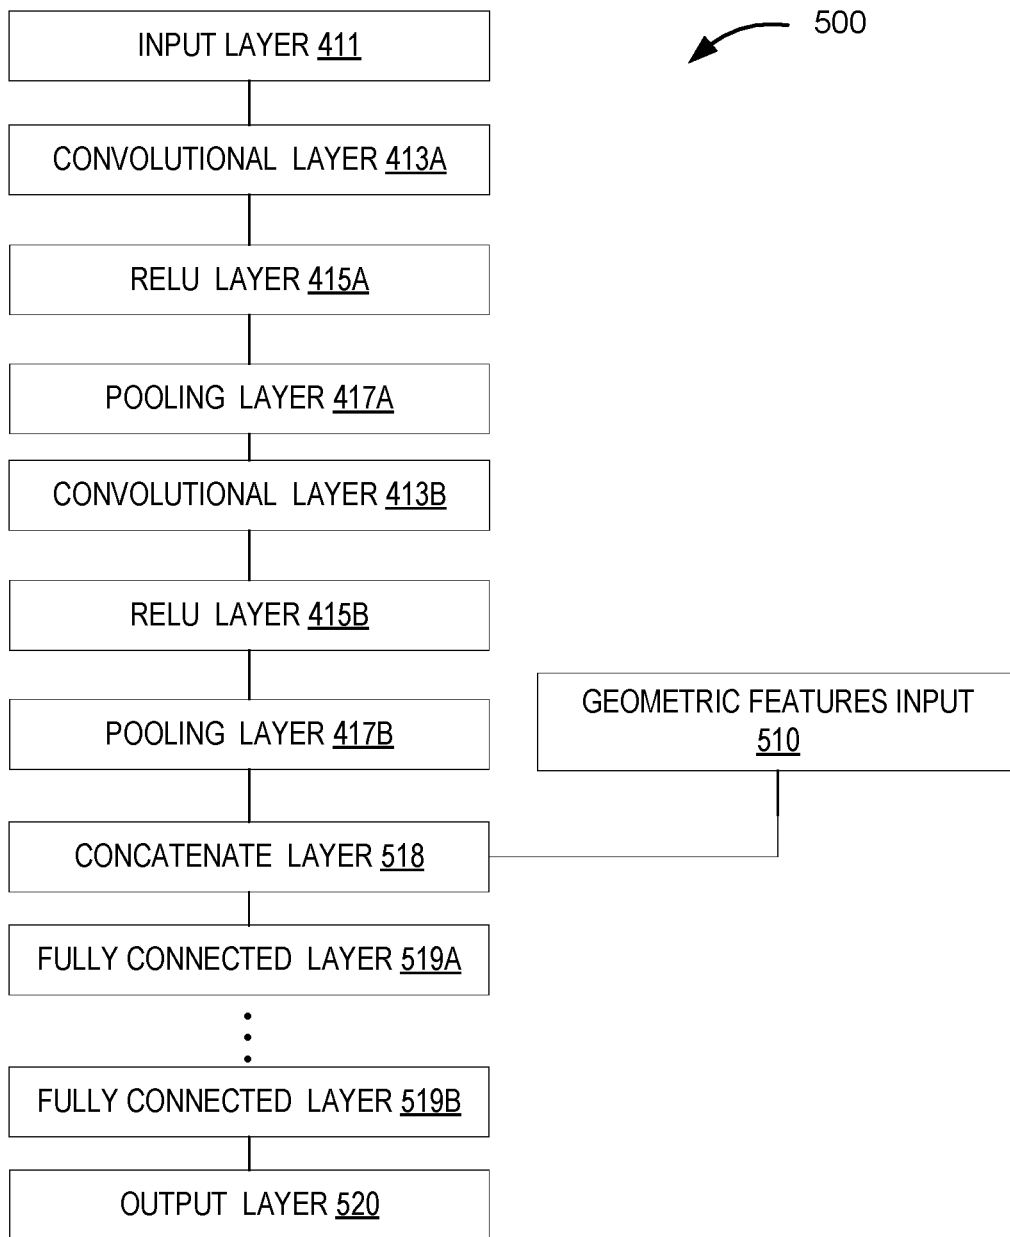 INPUT LAYER 411
500
CONVOLUTIONAL LAYER 413A
RELU LAYER 415A
POOLING LAYER 417A
CONVOLUTIONAL LAYER 413B
RELU LAYER 415B
POOLING LAYER 417B
GEOMETRIC FEATURES INPUT
510
CONCATENATE LAYER 518
FULLY CONNECTED LAYER 519A
FULLY CONNECTED LAYER 519B
OUTPUT LAYER 520